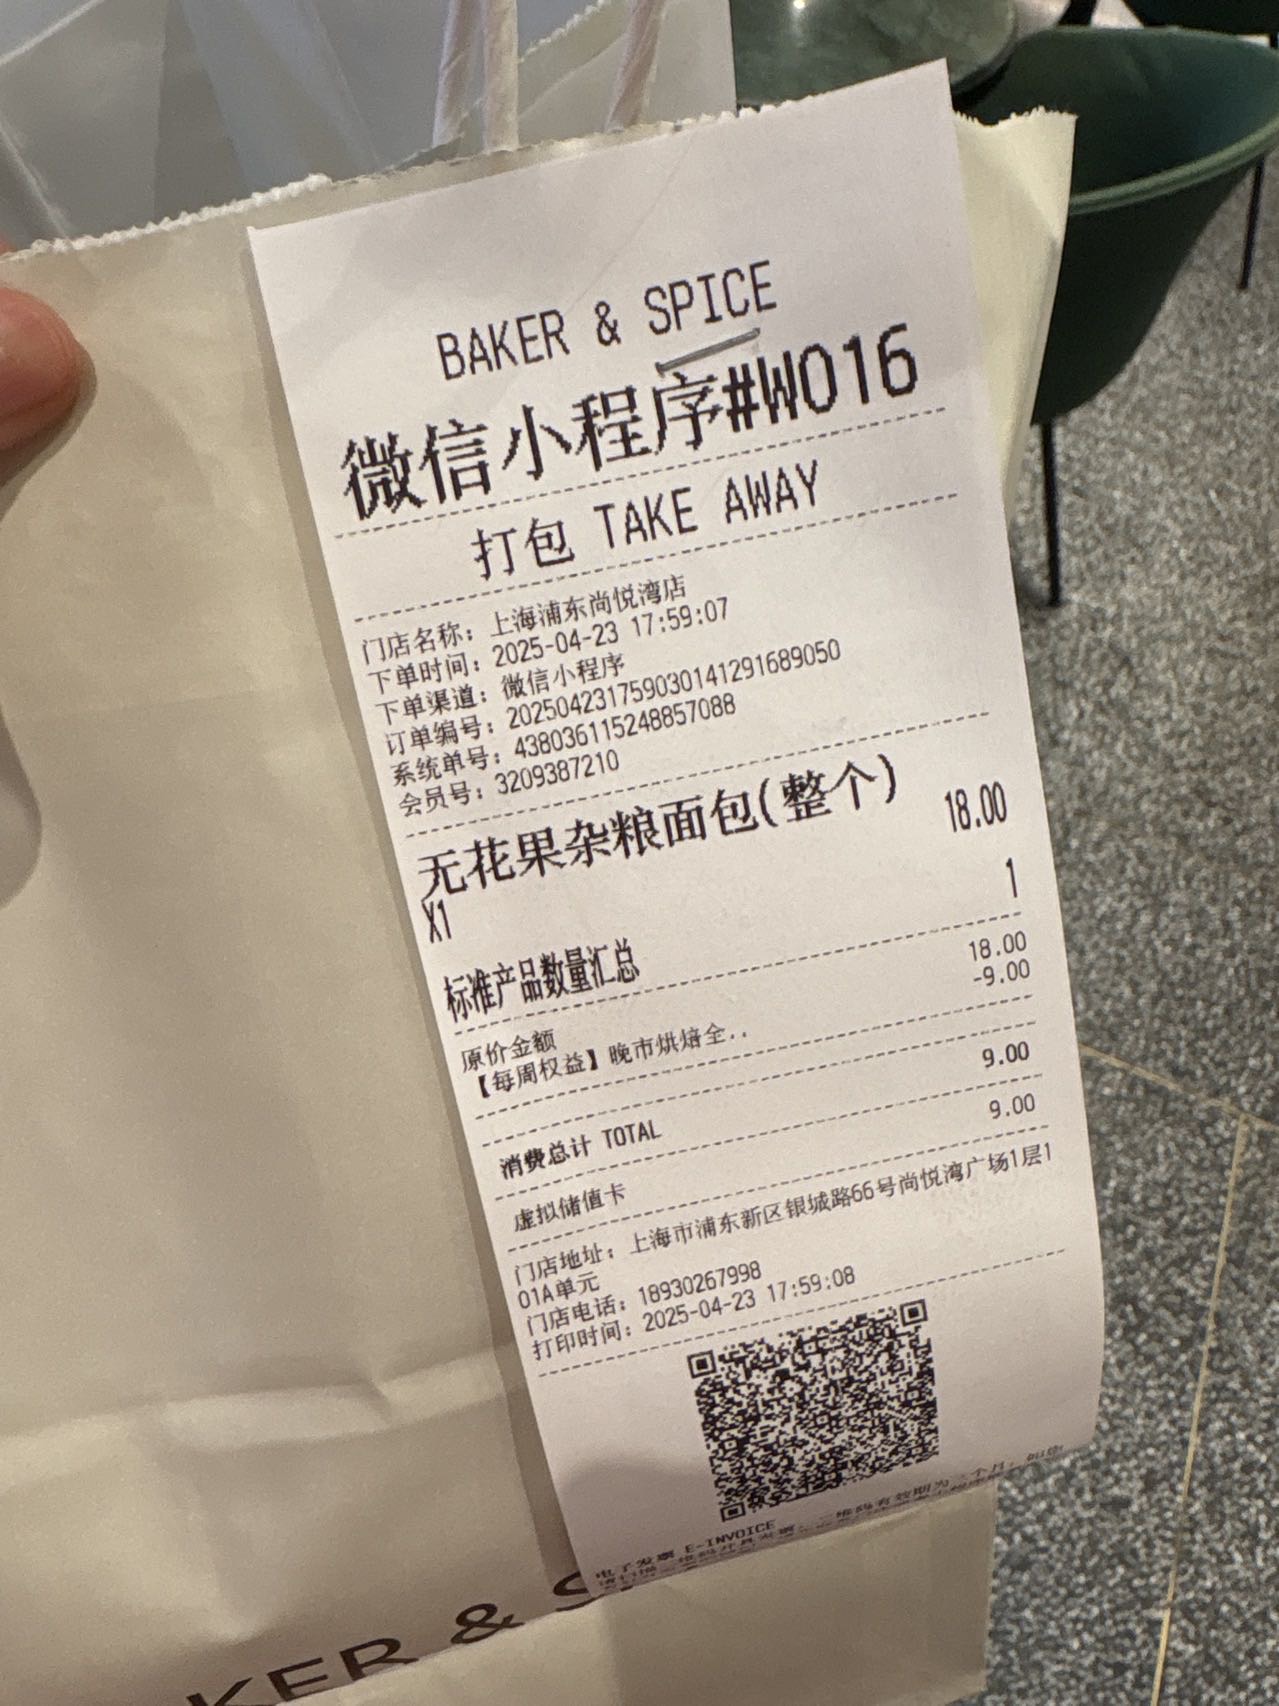 BAKER & SPICE
微信小程序#W016
打包 TAKE AWAY
门店名称：上海浦东尚悦湾店
下单时间：2025-04-23 17:59:07
下单渠道：微信小程序
订单编号：20250423175903014129168​9050
系统单号：438036115248857088
会员号：3209387210
无花果杂粮面包(整个) 18.00
X1
标准产品数量汇总 1
原价金额 18.00
【每周权益】晚市烘焙全.. -9.00
消费总计 TOTAL 9.00
虚拟储值卡 9.00
门店地址：上海市浦东新区银城路66号尚悦湾广场1层1
01A单元
门店电话：18930267998
打印时间：2025-04-23 17:59:08
电子发票 E-INVOICE
KER & S